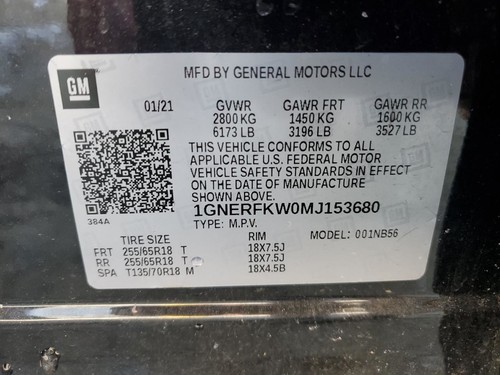 GM
MFD BY GENERAL MOTORS LLC
01/21 GVWR GAWR FRT GAWR RR
2800 KG 1450 KG 1600 KG
6173 LB 3196 LB 3527 LB
THIS VEHICLE CONFORMS TO ALL
APPLICABLE U.S. FEDERAL MOTOR
VEHICLE SAFETY STANDARDS IN EFFECT
ON THE DATE OF MANUFACTURE
SHOWN ABOVE.
384A
1GNERFKW0MJ153680
TYPE: M.P.V. MODEL: 001NB56
TIRE SIZE RIM
FRT 255/65R18 T 18X7.5J
RR 255/65R18 T 18X7.5J
SPA T135/70R18 M 18X4.5B